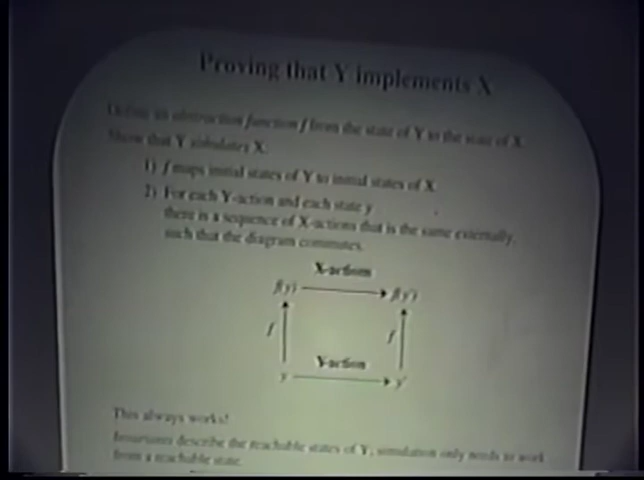 Proving that Y implements X
Define an abstraction function f from the state of Y to the state of X
Show that Y simulates X:
1) f maps initial states of Y to initial states of X
2) For each Y-action and each state y
there is a sequence of X-actions that is the same externally,
such that the diagram commutes.
X-actions
f(y) f(y')
f f
Y-action
y y'
This always works!
Invariants describe the reachable states of Y; simulation only needs to work
from a reachable state.